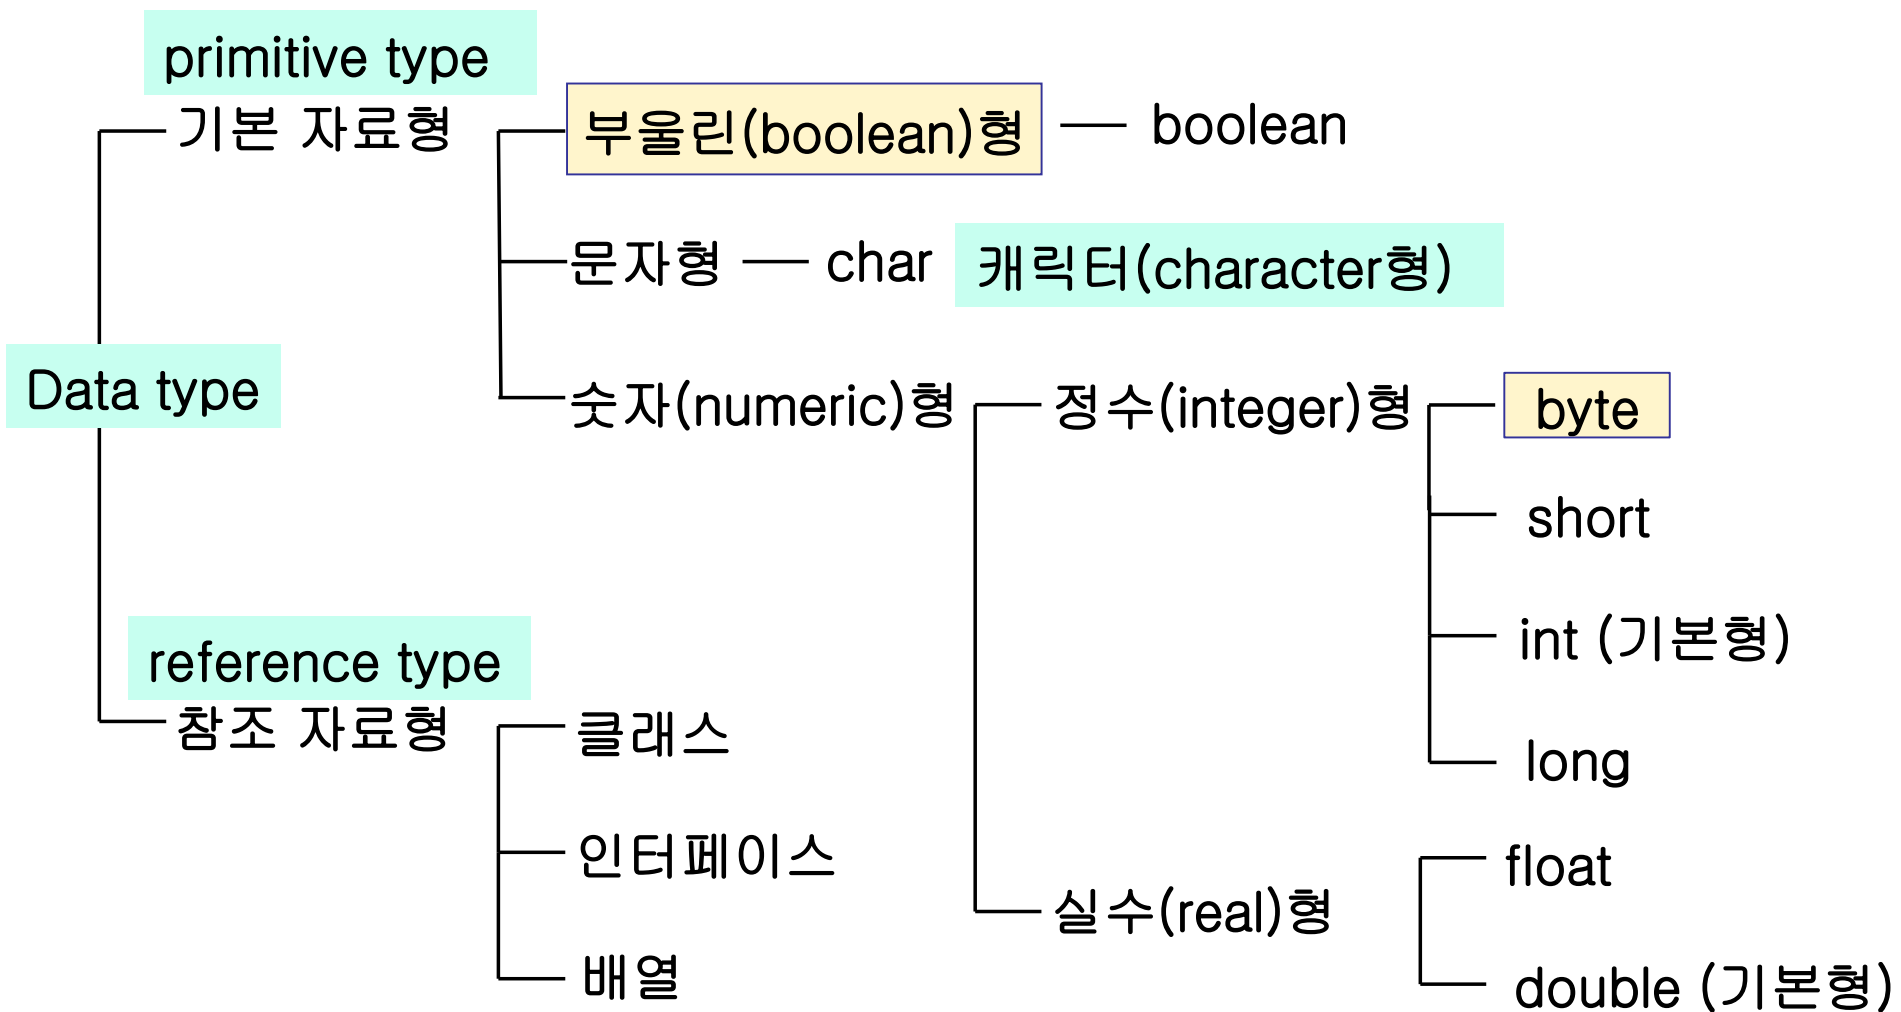 primitive type
기본 자료형
부울린(boolean)형
boolean
문자형
char
캐릭터(character형)
Data type
숫자(numeric)형
정수(integer)형
byte
short
int (기본형)
long
reference type
참조 자료형
클래스
인터페이스
배열
실수(real)형
float
double (기본형)